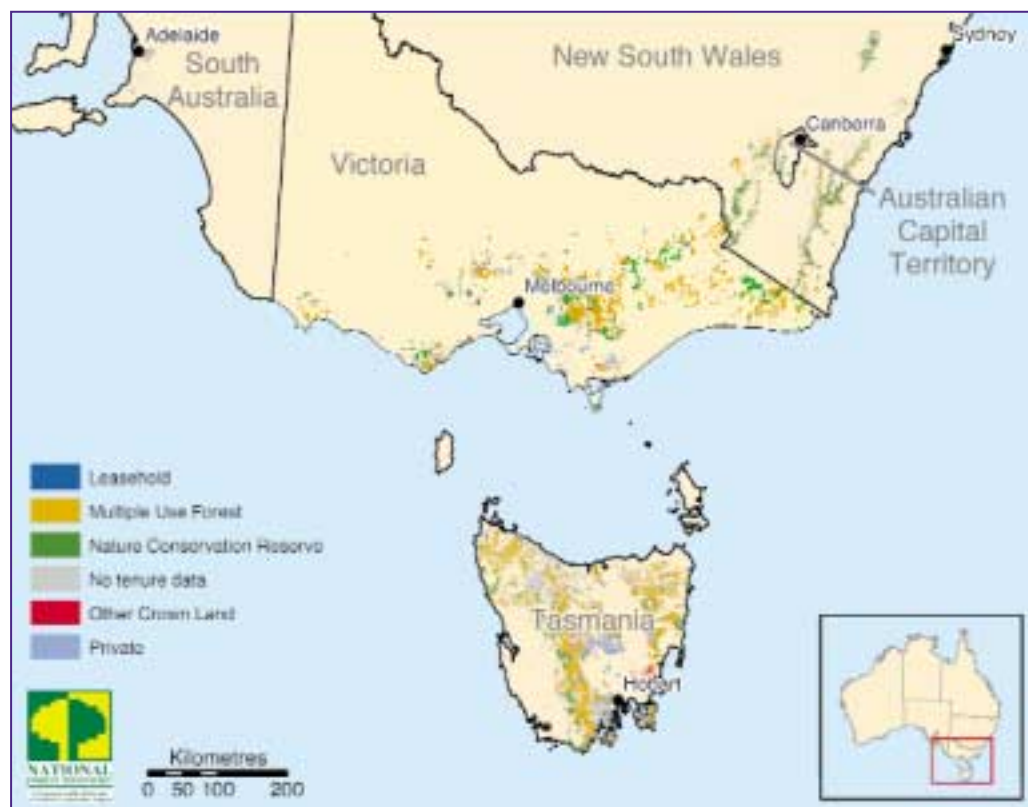 Adelaide
South
Australia
New South Wales
Sydney
Canberra
Victoria
Australian
Capital
Territory
Melbourne
Leasehold
Multiple Use Forest
Nature Conservation Reserve
No tenure data
Other Crown Land
Private
Tasmania
Hobart
NATIONAL
Kilometres
0 50 100 200